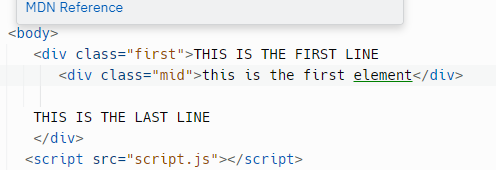 MDN Reference
<body>
<div class="first">THIS IS THE FIRST LINE
<div class="mid">this is the first element</div>
THIS IS THE LAST LINE
</div>
<script src="script.js"></script>